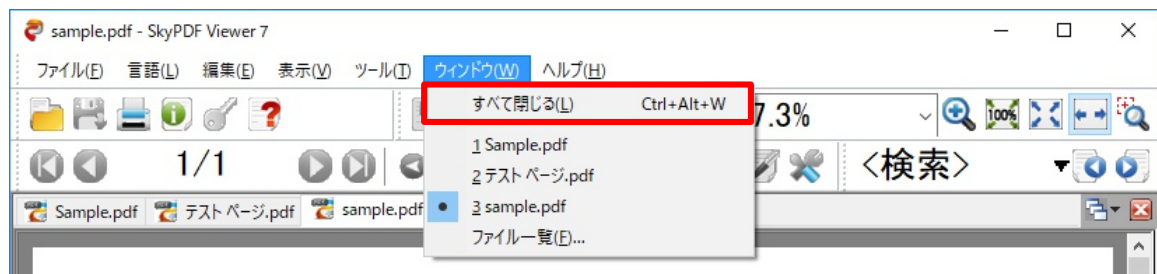 sample.pdf - SkyPDF Viewer 7
ファイル(F) 言語(L) 編集(E) 表示(V) ツール(T) ウィンドウ(W) ヘルプ(H)
すべて閉じる(L) Ctrl+Alt+W
7.3%
100%
1 Sample.pdf
1/1
<検索>
2 テスト ページ.pdf
Sample.pdf テスト ページ.pdf sample.pdf
3 sample.pdf
ファイル一覧(F)...